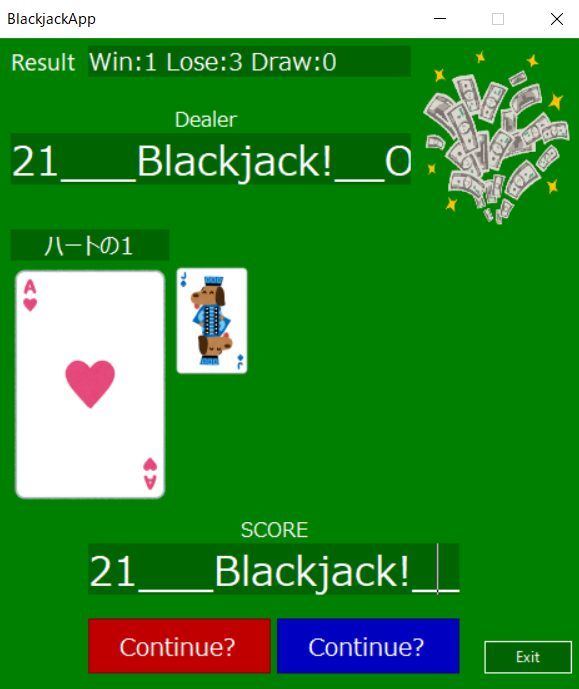 BlackjackApp
Result Win:1 Lose:3 Draw:0
Dealer
21___Blackjack!__O
ハートの1
A
J
A
J
SCORE
21___Blackjack!__
Continue? Continue?
Exit